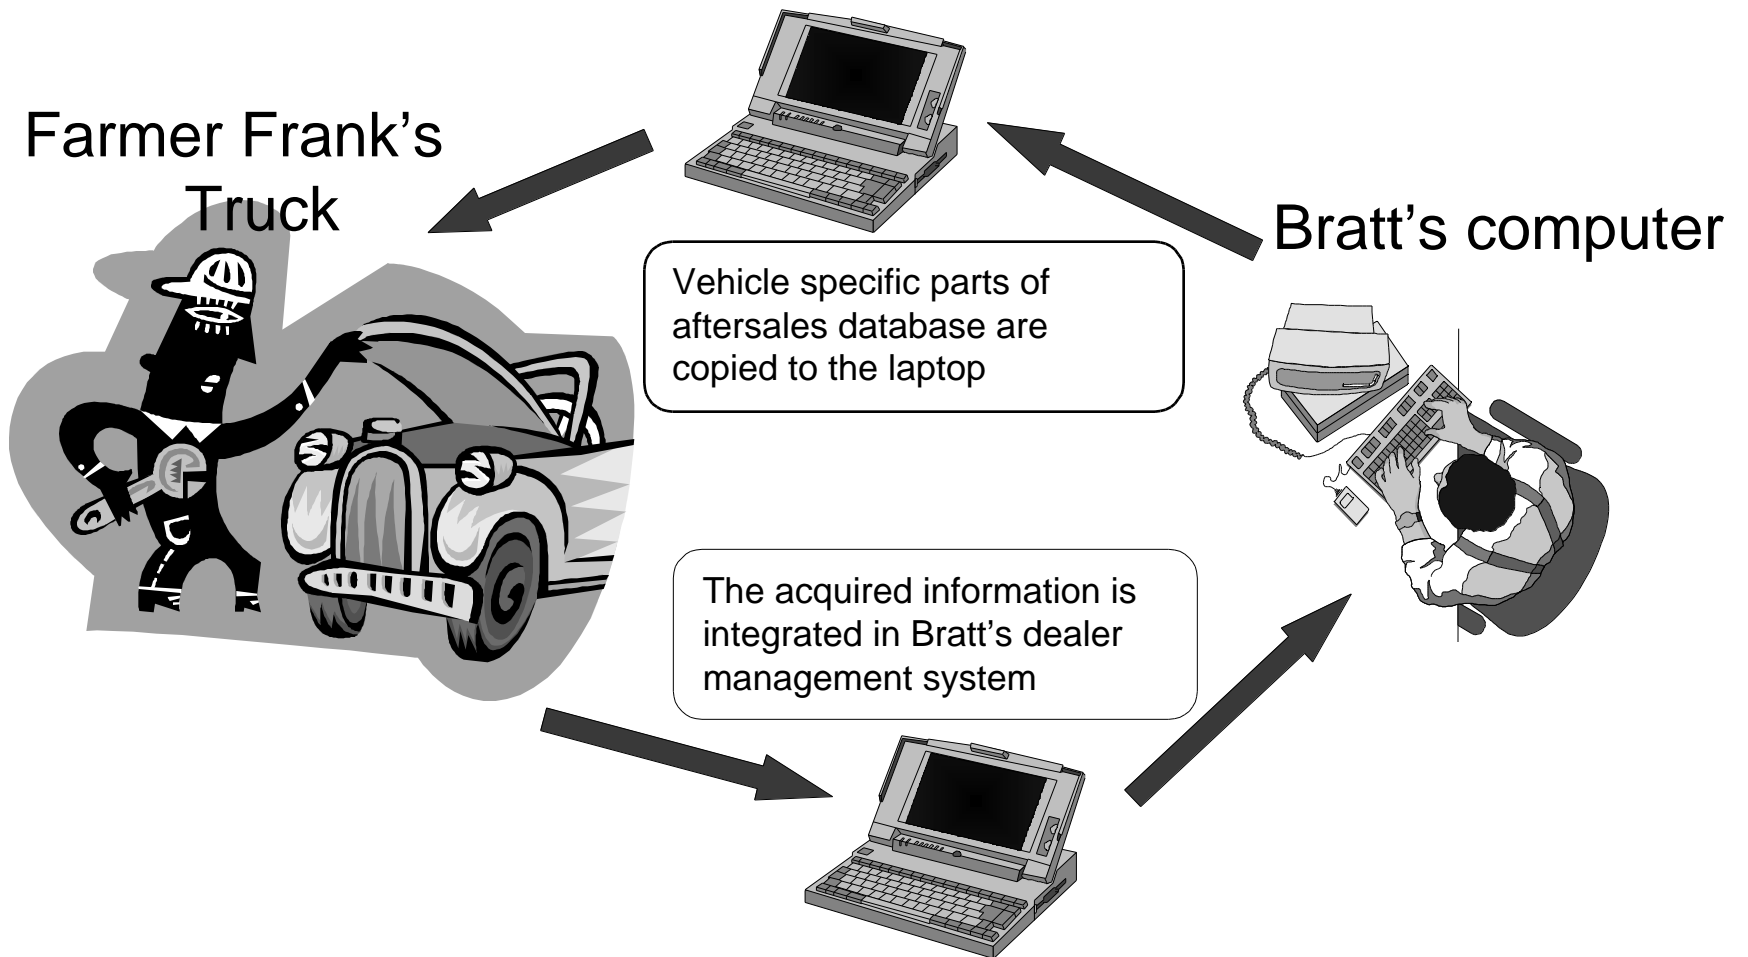 Farmer Frank's
Truck
Bratt's computer
Vehicle specific parts of
aftersales database are
copied to the laptop
The acquired information is
integrated in Bratt's dealer
management system